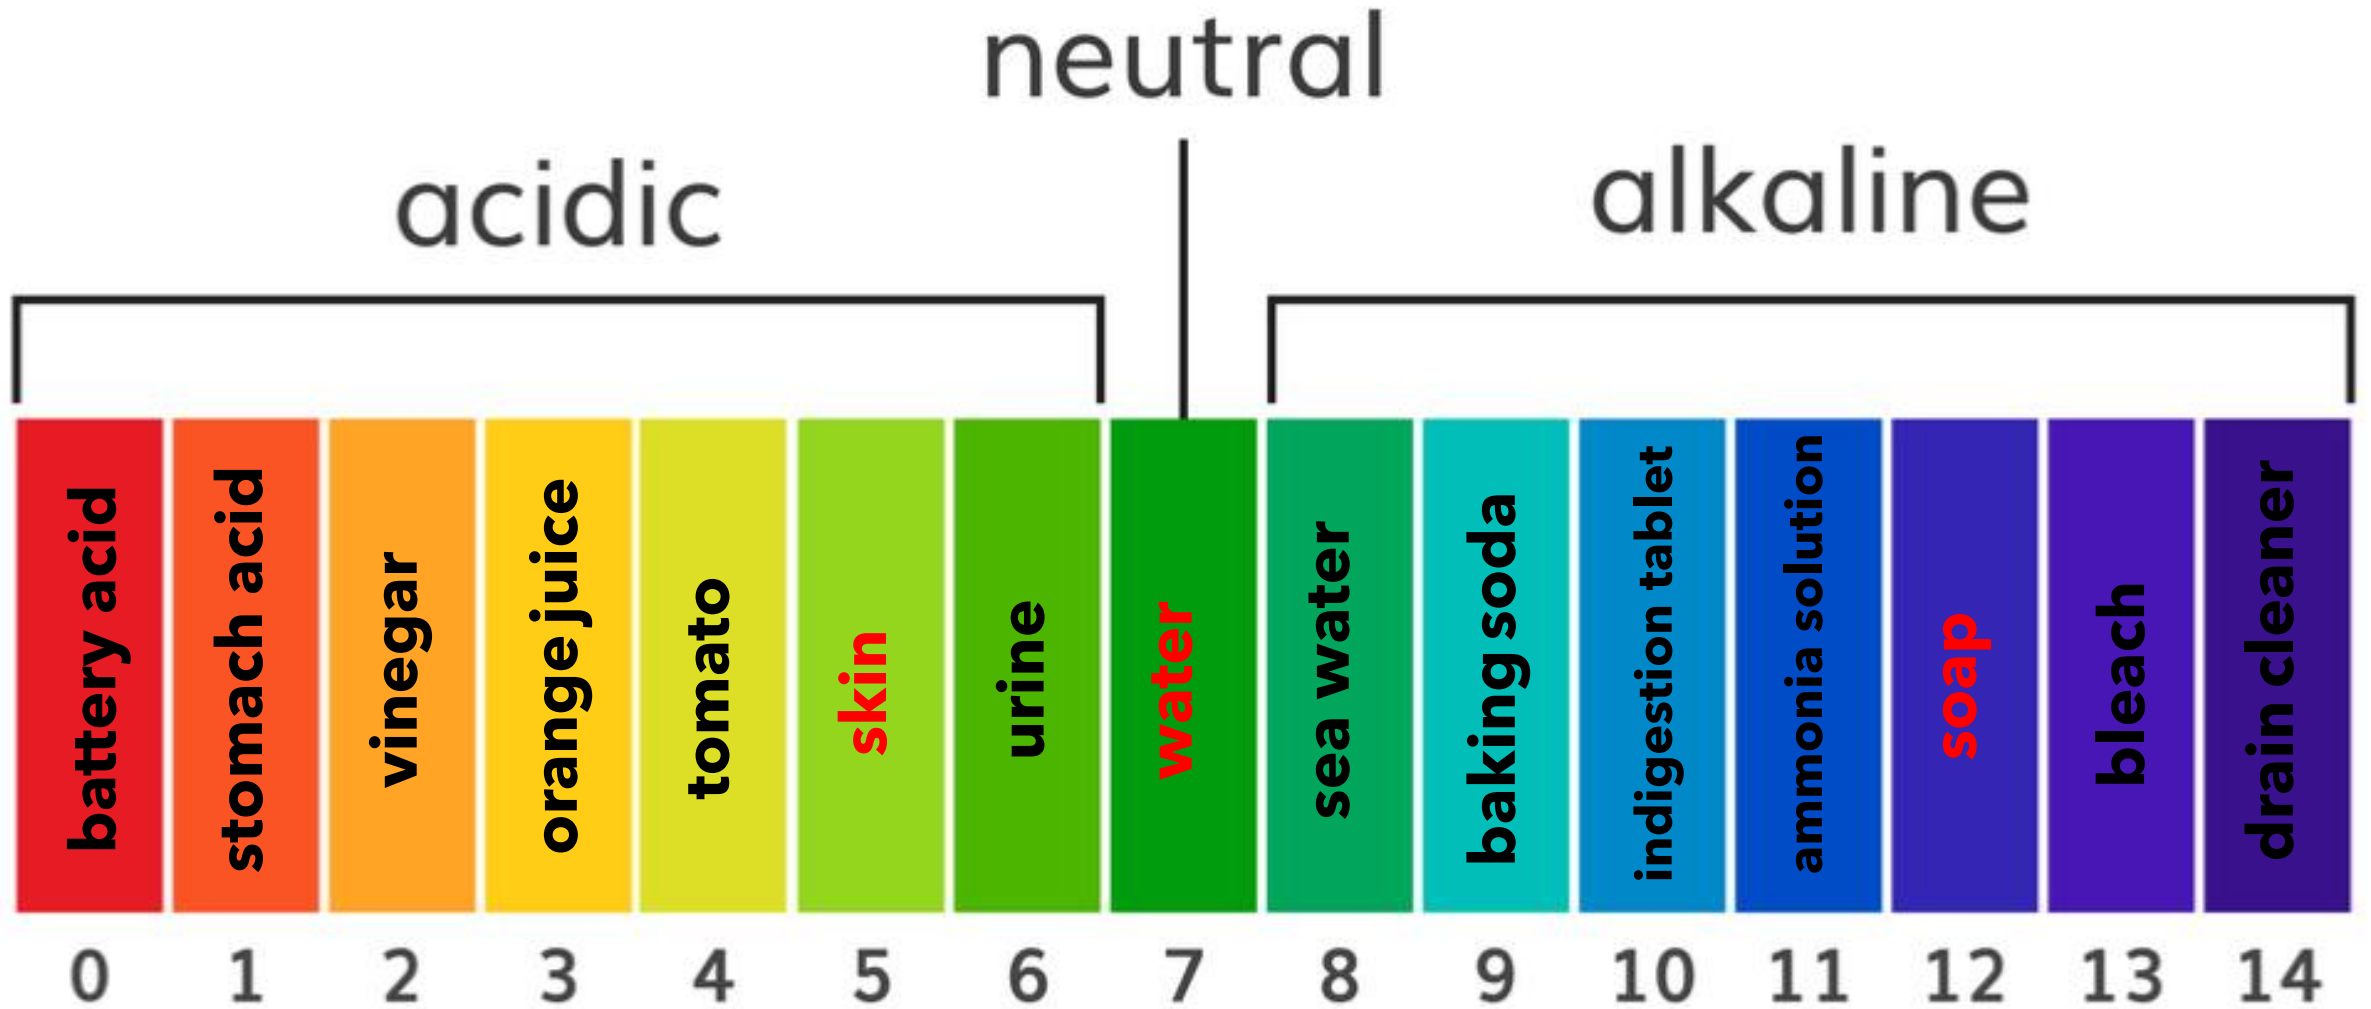 neutral
acidic
alkaline
battery acid
stomach acid
vinegar
orange juice
tomato
skin
urine
water
sea water
baking soda
indigestion tablet
ammonia solution
soap
bleach
drain cleaner
0 1 2 3 4 5 6 7 8 9 10 11 12 13 14